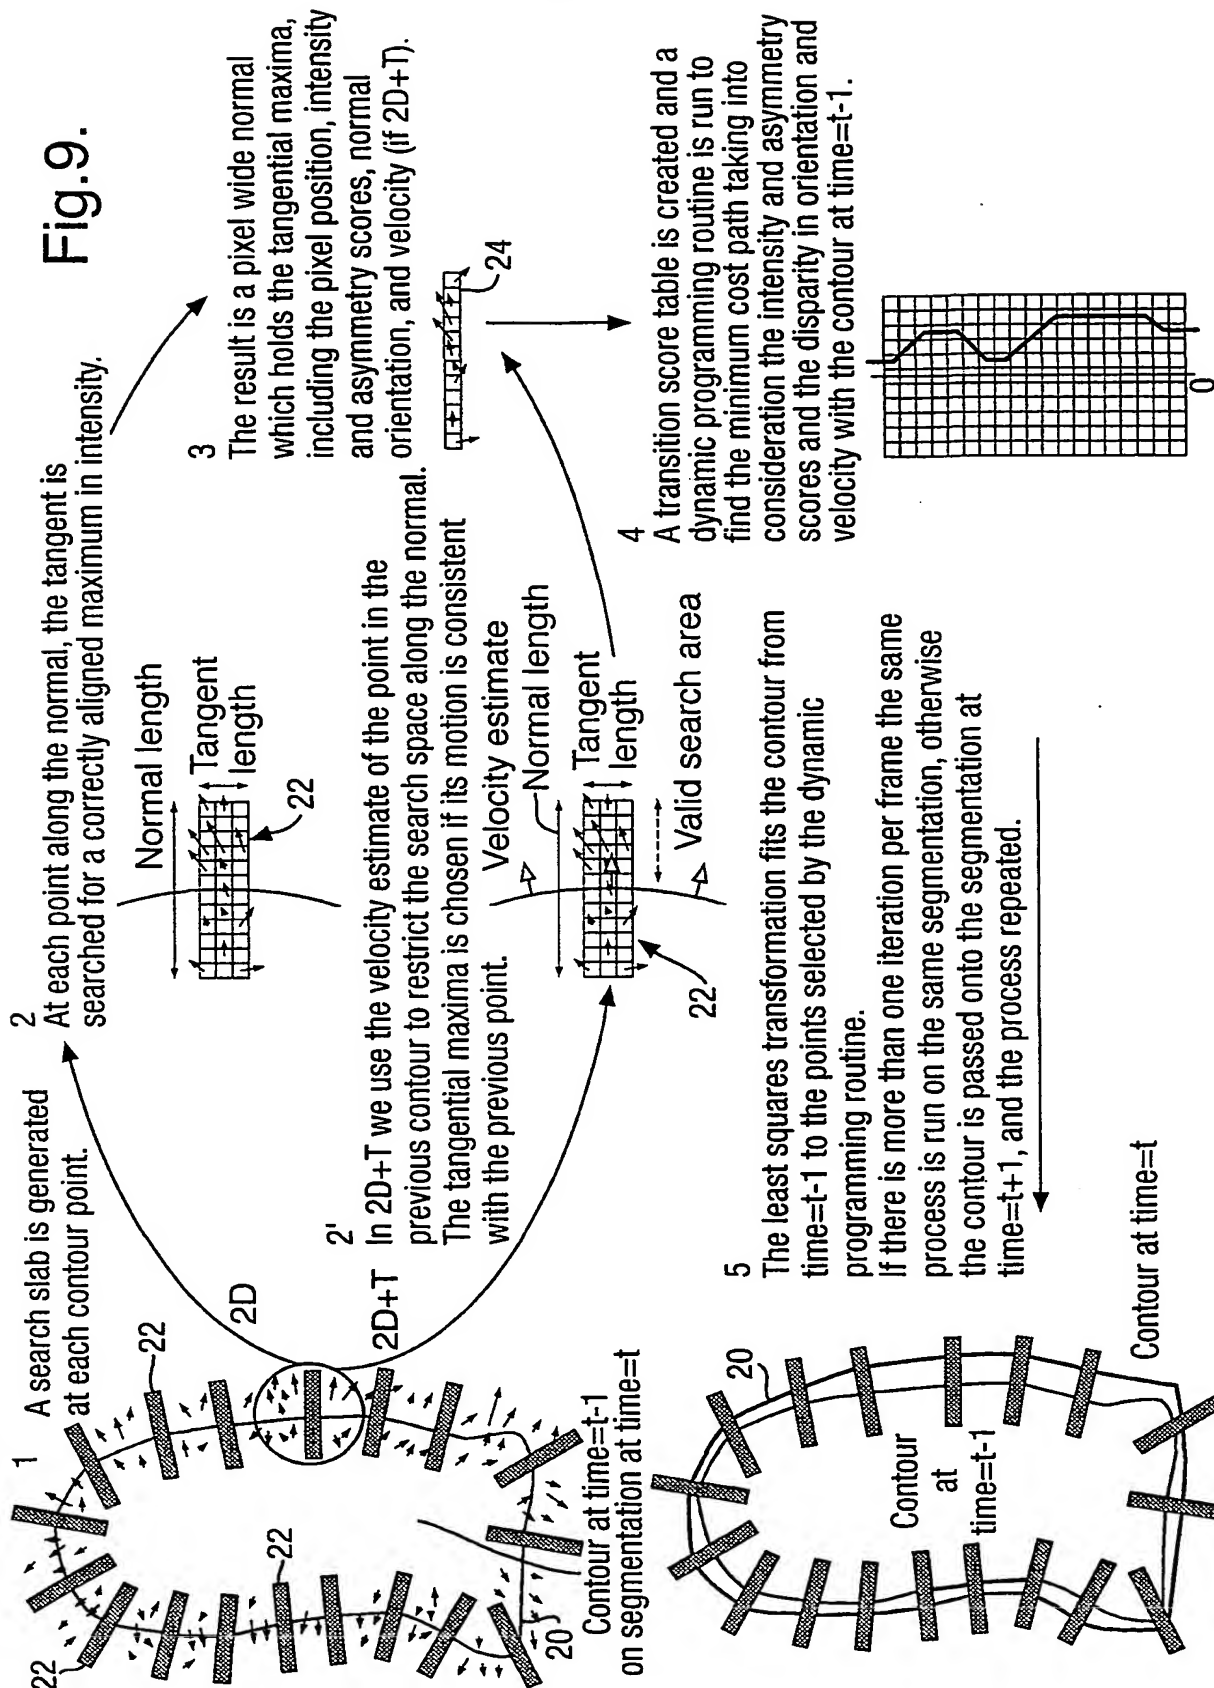 Fig.9.
1
A search slab is generated
at each contour point.
22
22
22
20
2D
2D+T
Contour at time=t-1
on segmentation at time=t
2
At each point along the normal, the tangent is
searched for a correctly aligned maximum in intensity.
Normal length
Tangent
length
22
2'
In 2D+T we use the velocity estimate of the point in the
previous contour to restrict the search space along the normal.
The tangential maxima is chosen if its motion is consistent
with the previous point.
Velocity estimate
Normal length
Tangent
length
Valid search area
22
3
The result is a pixel wide normal
which holds the tangential maxima,
including the pixel position, intensity
and asymmetry scores, normal
orientation, and velocity (if 2D+T).
24
4
A transition score table is created and a
dynamic programming routine is run to
find the minimum cost path taking into
consideration the intensity and asymmetry
scores and the disparity in orientation and
velocity with the contour at time=t-1.
0
5
The least squares transformation fits the contour from
time=t-1 to the points selected by the dynamic
programming routine.
If there is more than one iteration per frame the same
process is run on the same segmentation, otherwise
the contour is passed onto the segmentation at
time=t+1, and the process repeated.
20
Contour
at
time=t-1
Contour at time=t